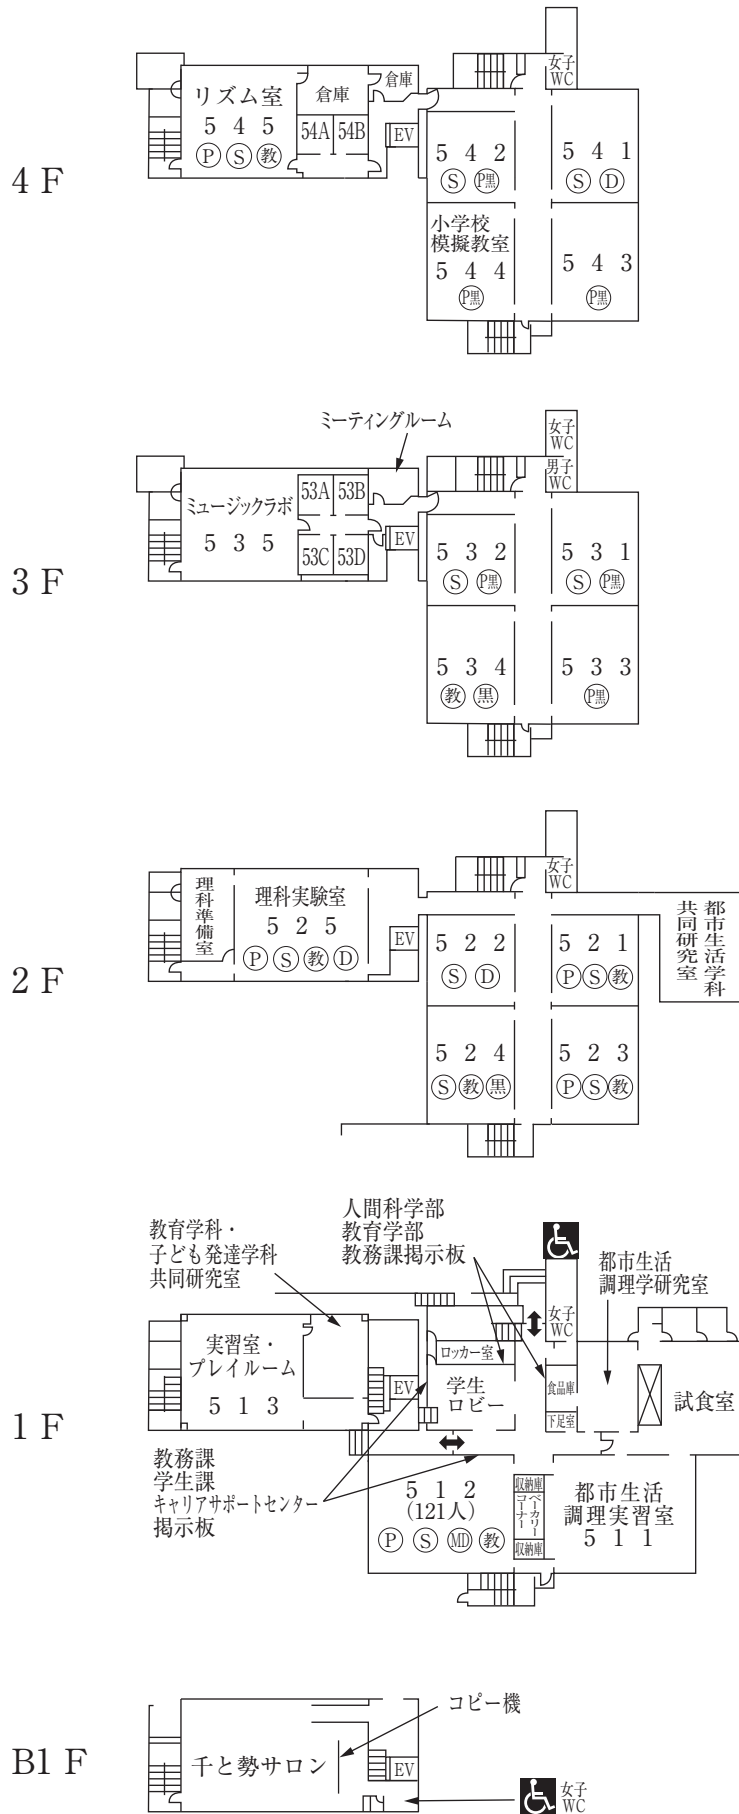 4 F
女子
WC
リズム室
5 4 5
Ⓟ Ⓢ ㊟教
倉庫
倉庫
54A 54B
EV
5 4 2
S P黒
5 4 1
S D
小学校
模擬教室
5 4 4
P黒
5 4 3
P黒
3 F
ミーティングルーム
女子
WC
男子
WC
ミュージックラボ
5 3 5
53A 53B
53C 53D
EV
5 3 2
S P黒
5 3 1
S P黒
5 3 4
教 黒
5 3 3
P黒
2 F
女子
WC
理科準備室
理科実験室
5 2 5
P S 教 D
EV
5 2 2
S D
5 2 1
P S 教
都市生活学科
共同研究室
5 2 4
S 教 黒
5 2 3
P S 教
1 F
教育学科・
子ども発達学科
共同研究室
人間科学部
教育学部
教務課掲示板
都市生活
調理学研究室
女子
WC
実習室・
プレイルーム
5 1 3
EV
ロッカー室
学生
ロビー
食品庫
下足室
試食室
教務課
学生課
キャリアサポートセンター
掲示板
5 1 2
(121人)
P S MD 教
収納庫
ベーカリー
コーナー
収納庫
都市生活
調理実習室
5 1 1
B1 F
千と勢サロン
コピー機
EV
女子
WC